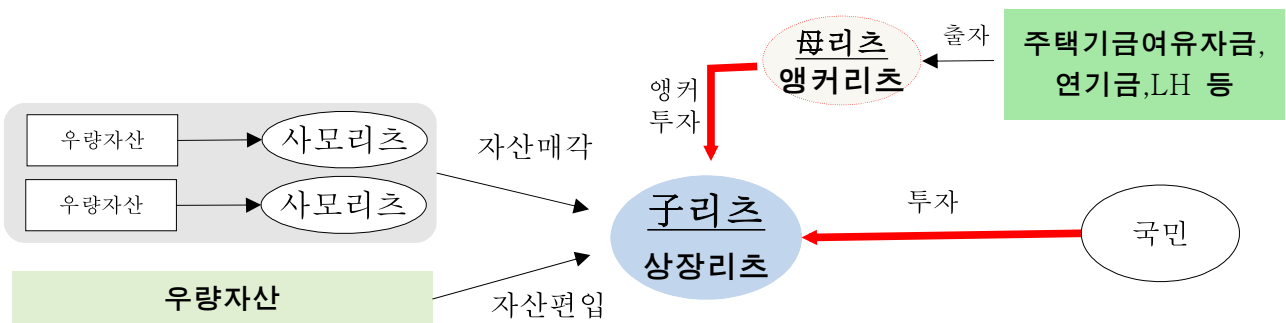 母리츠
앵커리츠
출자
주택기금여유자금,
연기금,LH 등
앵커
투자
우량자산
사모리츠
자산매각
우량자산
사모리츠
子리츠
상장리츠
투자
국민
우량자산
자산편입